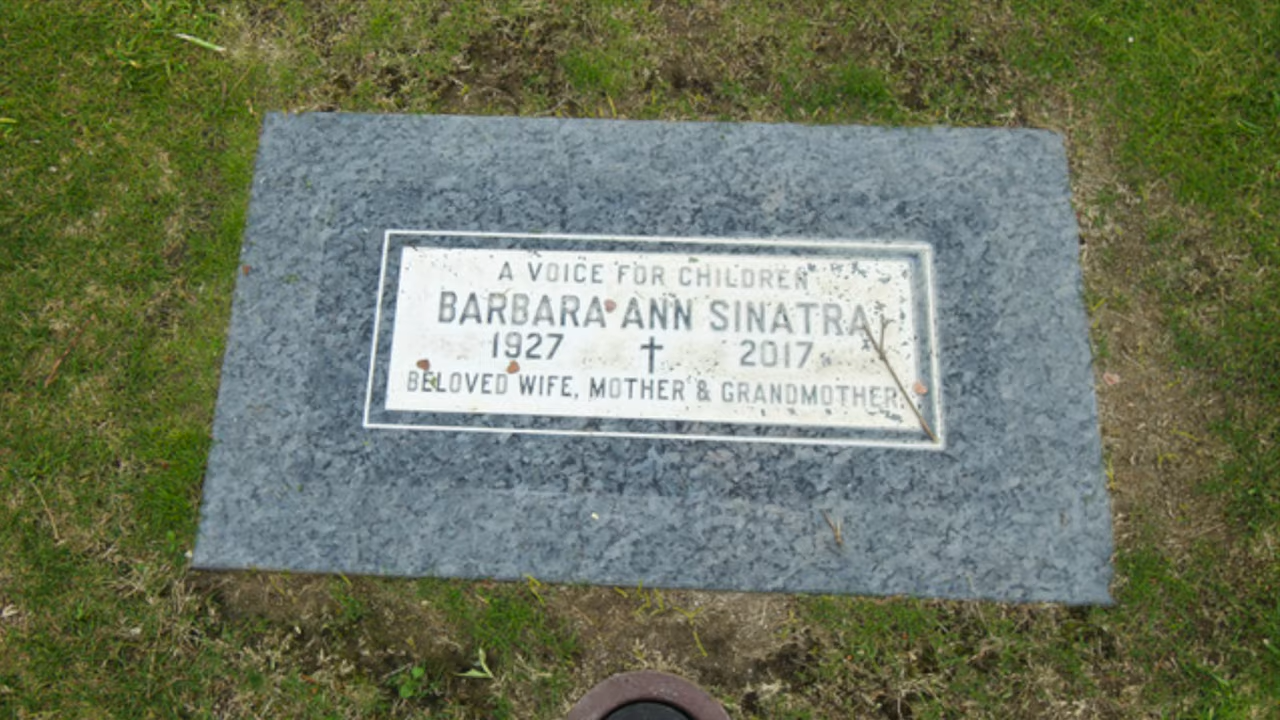 A VOICE FOR CHILDREN
BARBARA ANN SINATRA
1927 † 2017
BELOVED WIFE, MOTHER & GRANDMOTHER